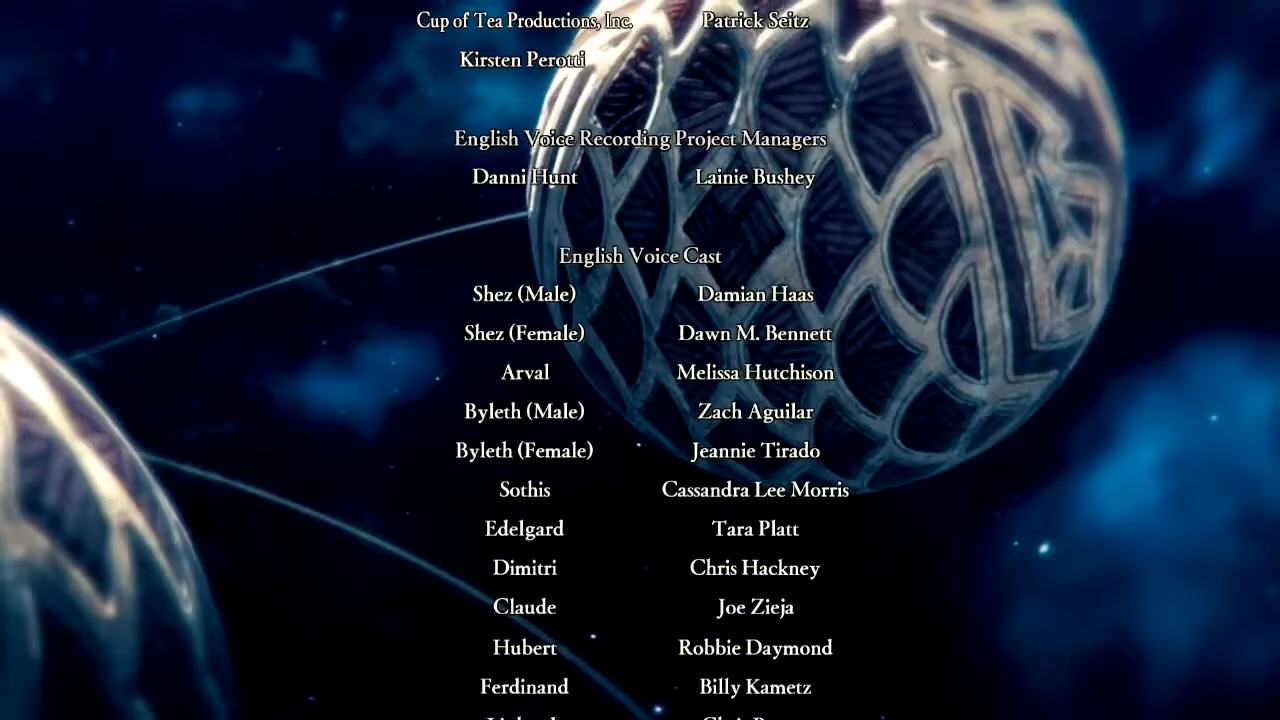 Cup of Tea Productions, Inc. Patrick Seitz
Kirsten Perotti
English Voice Recording Project Managers
Danni Hunt Lainie Bushey
English Voice Cast
Shez (Male) Damian Haas
Shez (Female) Dawn M. Bennett
Arval Melissa Hutchison
Byleth (Male) Zach Aguilar
Byleth (Female) Jeannie Tirado
Sothis Cassandra Lee Morris
Edelgard Tara Platt
Dimitri Chris Hackney
Claude Joe Zieja
Hubert Robbie Daymond
Ferdinand Billy Kametz